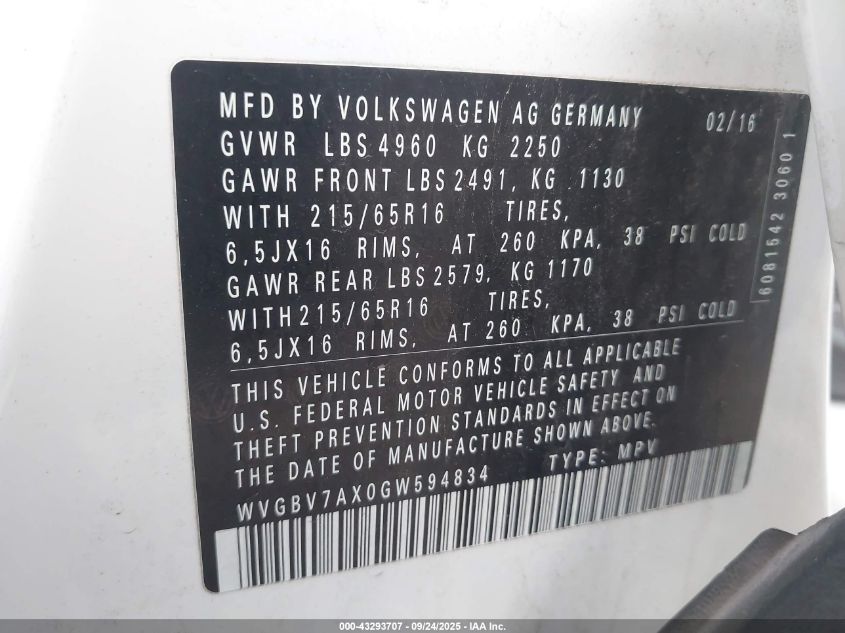 MFD BY VOLKSWAGEN AG GERMANY 02/16
GVWR LBS 4960 KG 2250
GAWR FRONT LBS 2491, KG 1130
WITH 215/65R16 TIRES,
6,5JX16 RIMS, AT 260 KPA, 38 PSI COLD
GAWR REAR LBS 2579, KG 1170
WITH 215/65R16 TIRES,
6,5JX16 RIMS, AT 260 KPA, 38 PSI COLD
THIS VEHICLE CONFORMS TO ALL APPLICABLE
U.S. FEDERAL MOTOR VEHICLE SAFETY AND
THEFT PREVENTION STANDARDS IN EFFECT ON
THE DATE OF MANUFACTURE SHOWN ABOVE.
WVGBV7AX0GW594834 TYPE: MPV
6081542 3060 1
000-43293707 - 09/24/2025 - IAA Inc.